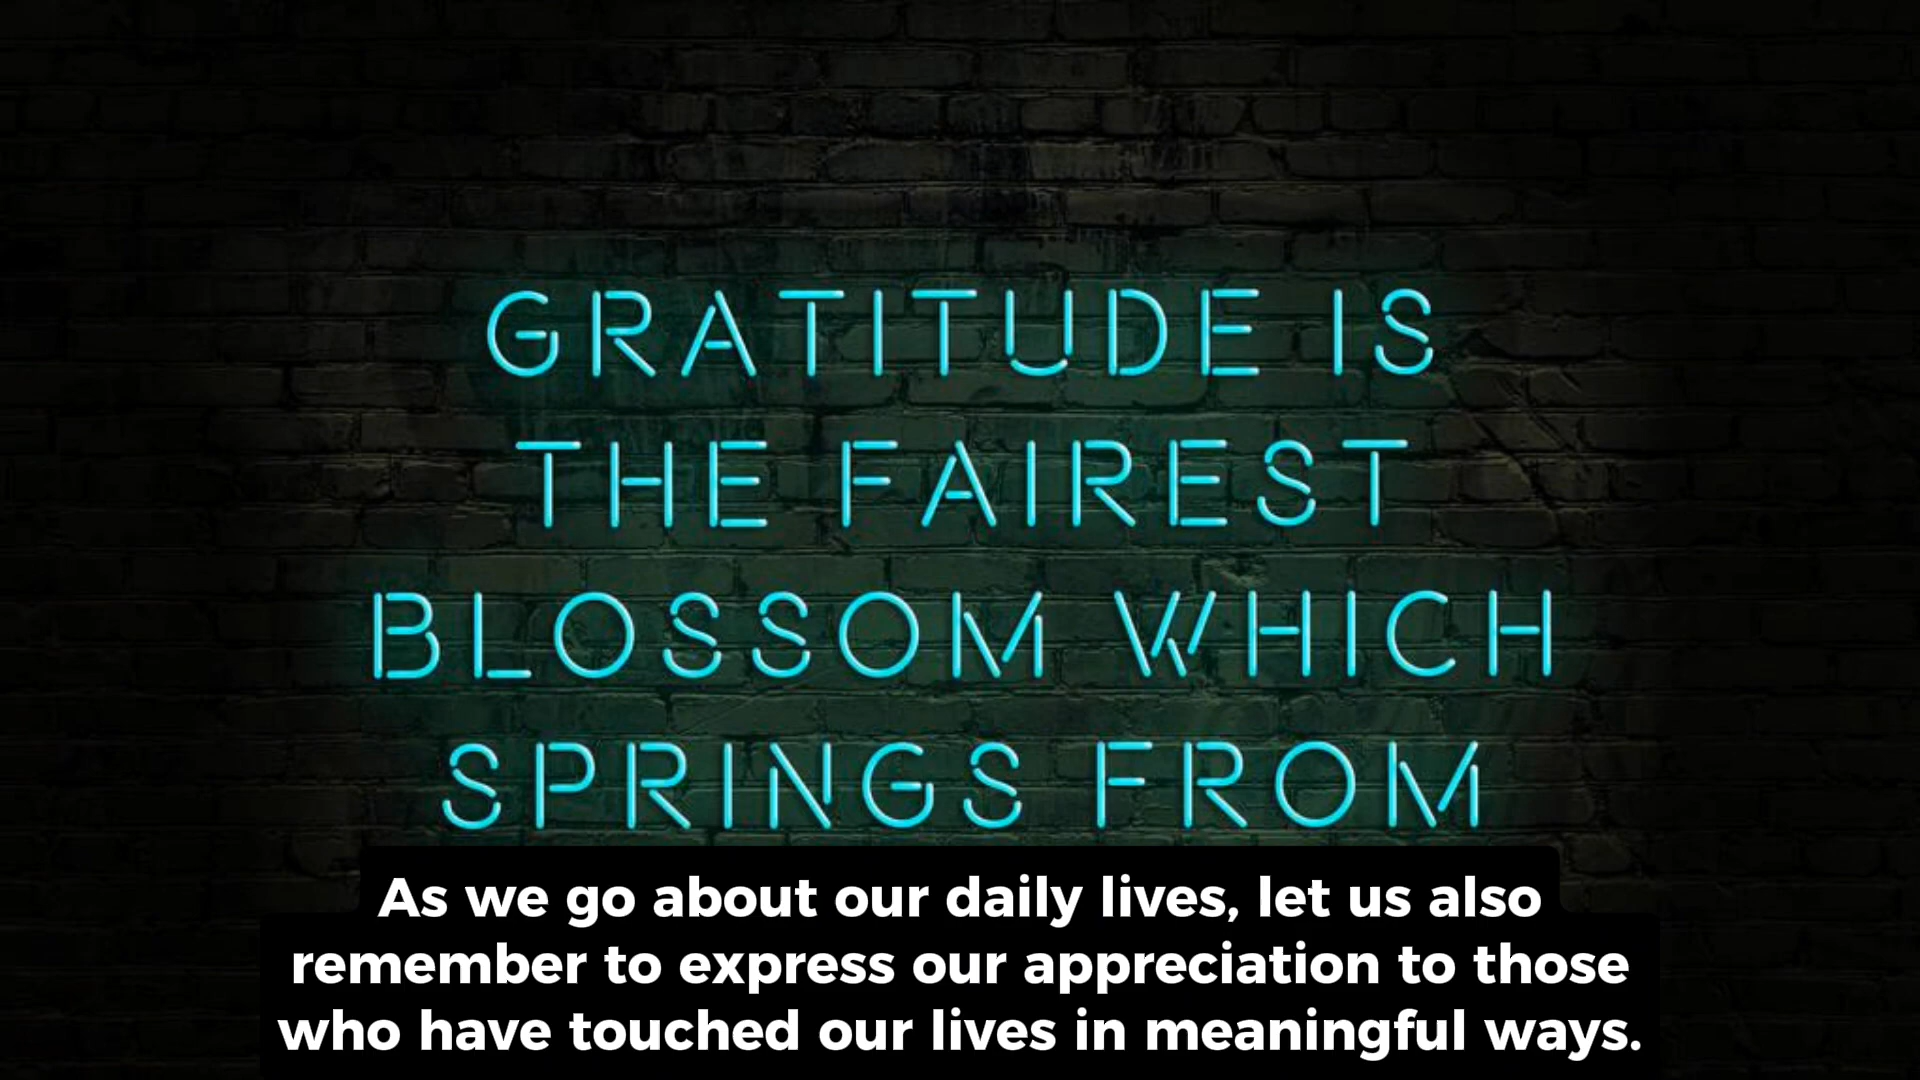 GRATITUDE IS
THE FAIREST
BLOSSOM WHICH
SPRINGS FROM
As we go about our daily lives, let us also
remember to express our appreciation to those
who have touched our lives in meaningful ways.